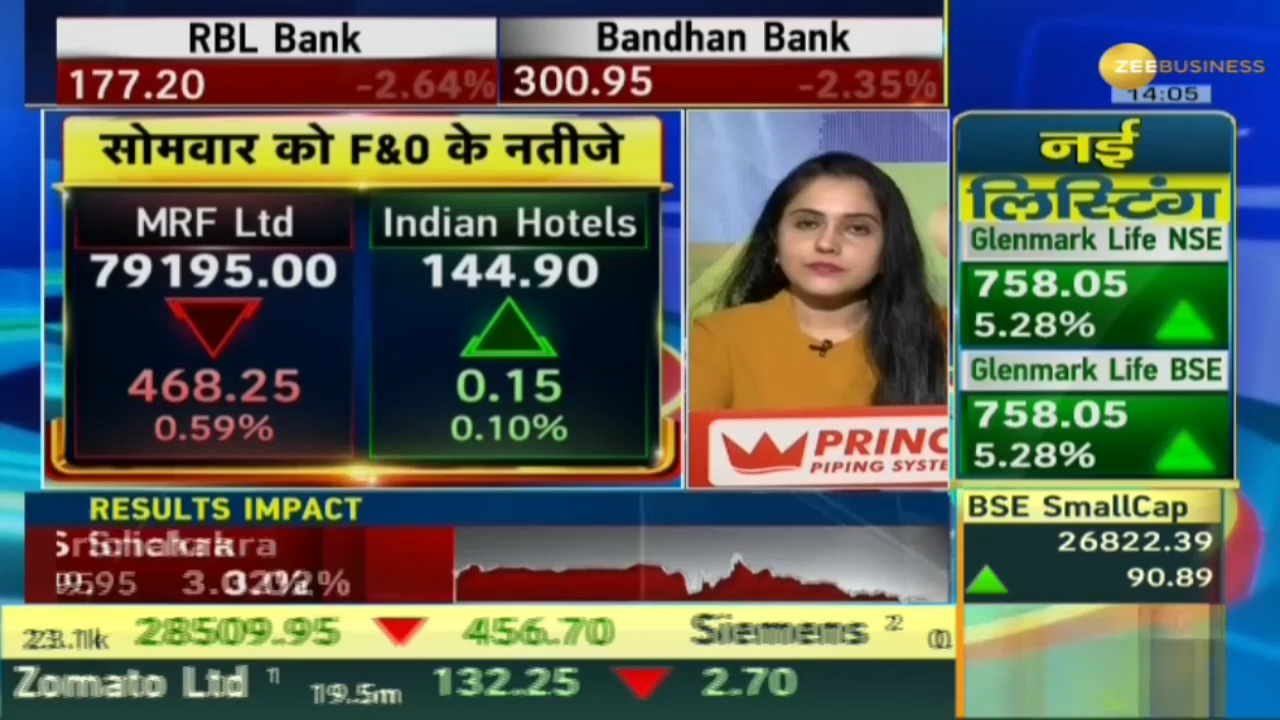 RBL Bank
177.20 -2.64%
Bandhan Bank
300.95 -2.35%
ZEEBUSINESS
14:05
सोमवार को F&O के नतीजे
MRF Ltd
79195.00
468.25
0.59%
Indian Hotels
144.90
0.15
0.10%
PRINC
PIPING SYSTE
नई
लिस्टिंग
Glenmark Life NSE
758.05
5.28%
Glenmark Life BSE
758.05
5.28%
RESULTS IMPACT
BSE SmallCap
26822.39
90.89
28509.95 456.70 Siemens 2
Zomato Ltd 19.5m 132.25 2.70